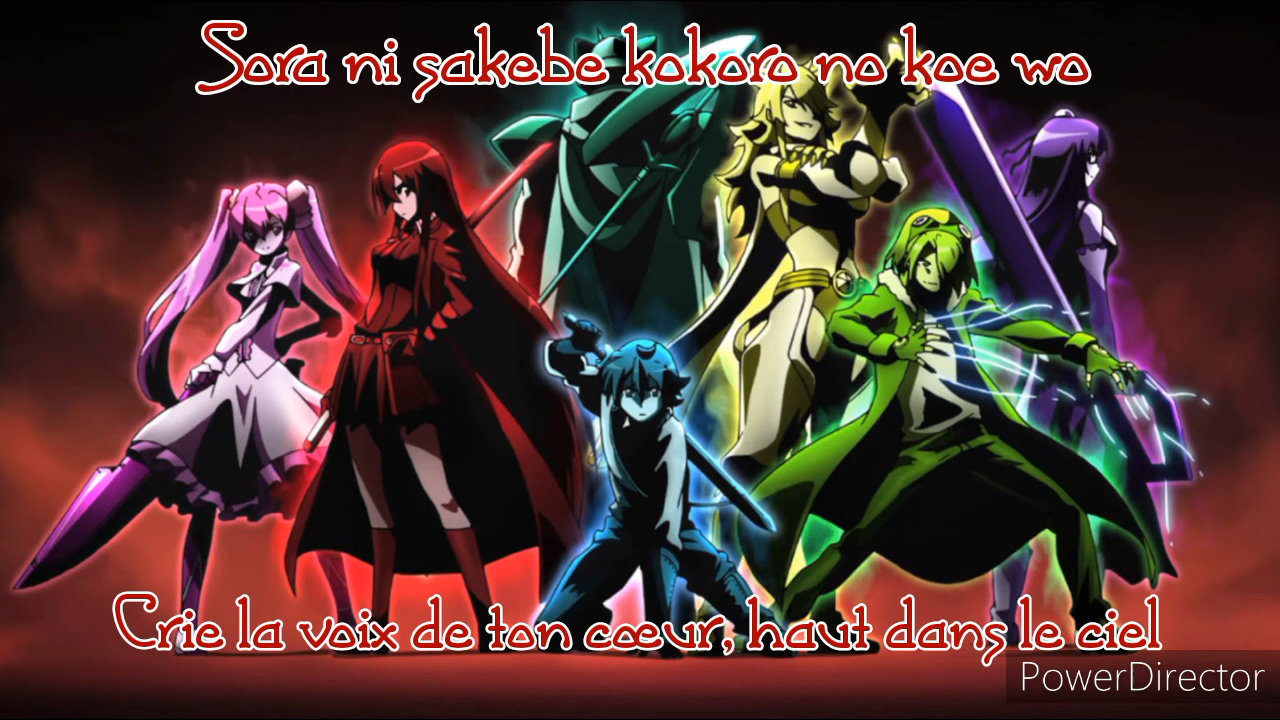 Sora ni sakebe kokoro no koe wo
Crie la voix de ton cœur, haut dans le ciel
PowerDirector